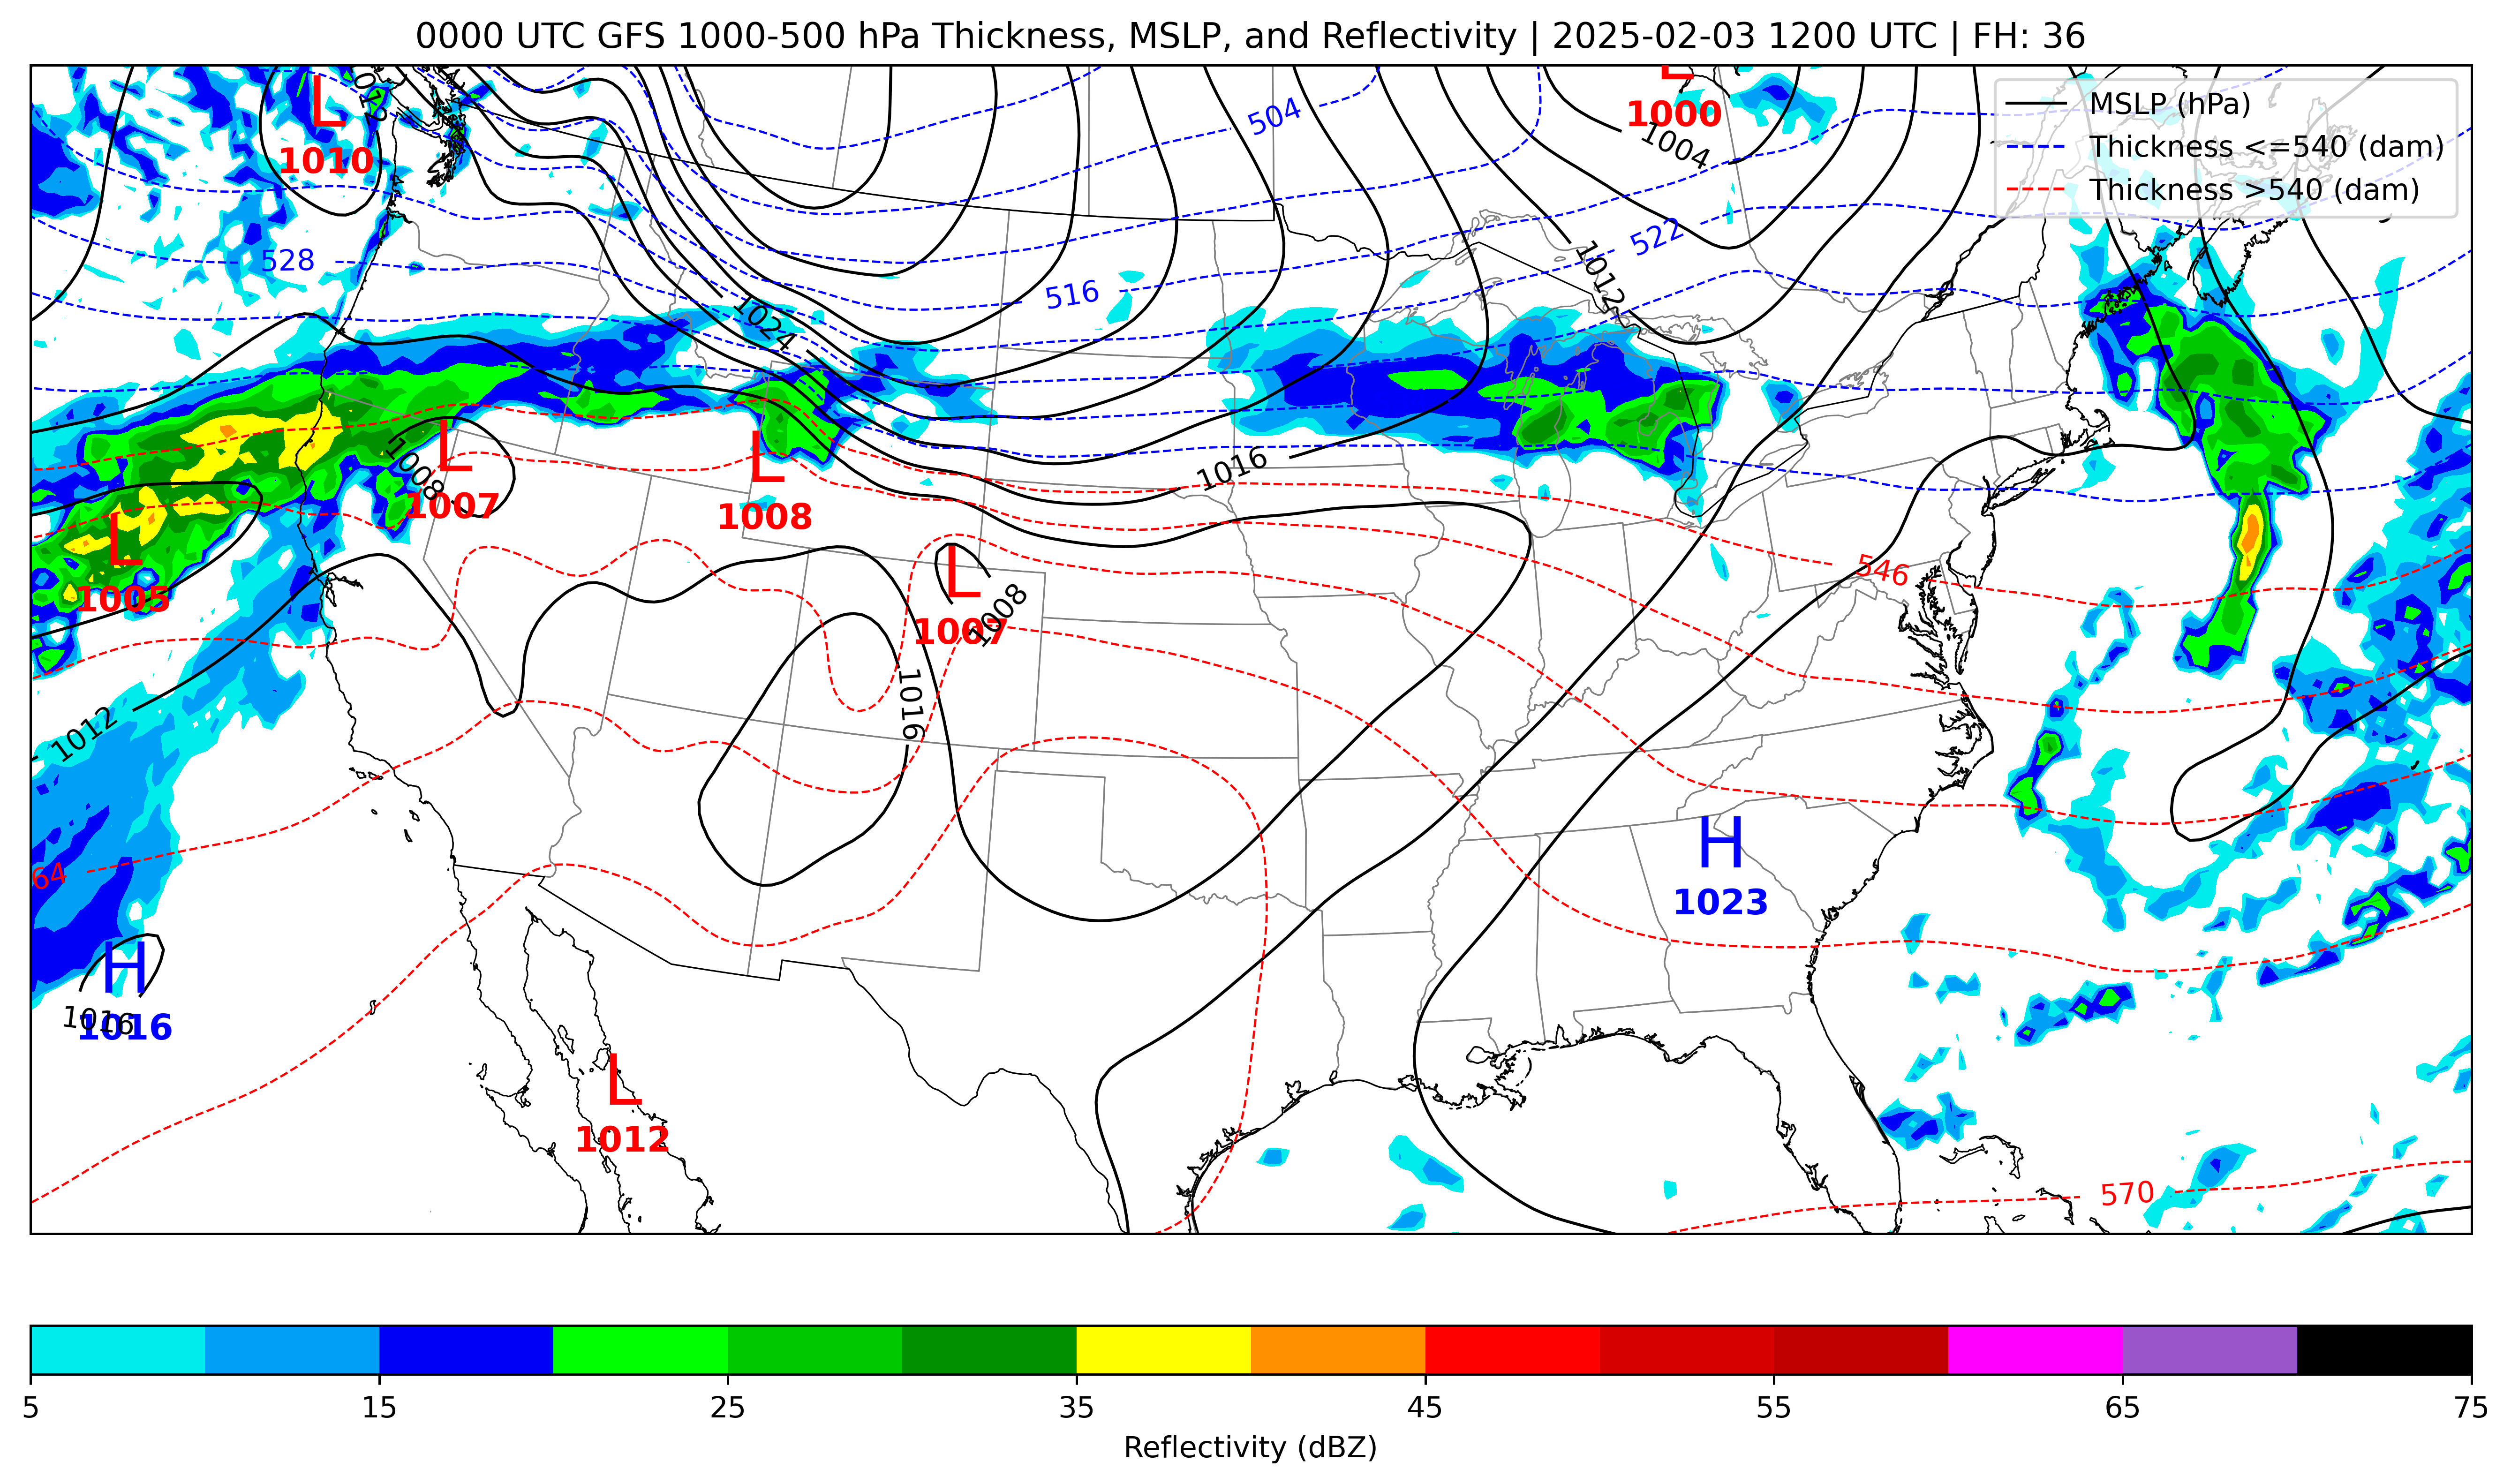 0000 UTC GFS 1000-500 hPa Thickness, MSLP, and Reflectivity | 2025-02-03 1200 UTC | FH: 36
MSLP (hPa)
Thickness <=540 (dam)
Thickness >540 (dam)
L
1010
L
1000
1004
504
522
528
516
1012
1024
1016
L
1007
1008
L
1008
L
1005
L
1007
1008
546
1016
1012
H
1023
64
H
1016
1016
L
1012
570
5 15 25 35 45 55 65 75
Reflectivity (dBZ)